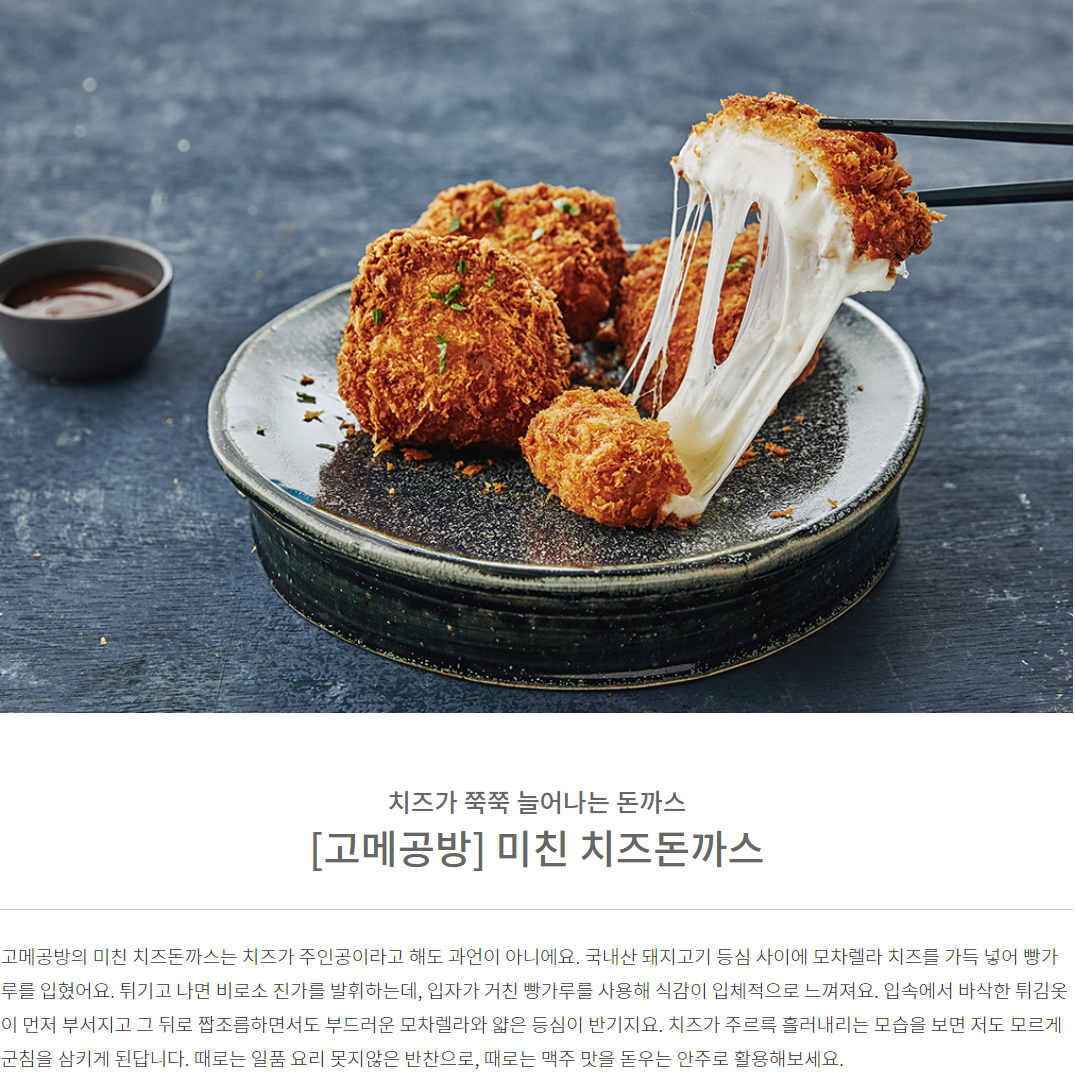 치즈가 쭉쭉 늘어나는 돈까스
[고메공방] 미친 치즈돈까스
고메공방의 미친 치즈돈까스는 치즈가 주인공이라고 해도 과언이 아니에요. 국내산 돼지고기 등심 사이에 모차렐라 치즈를 가득 넣어 빵가
루를 입혔어요. 튀기고 나면 비로소 진가를 발휘하는데, 입자가 거친 빵가루를 사용해 식감이 입체적으로 느껴져요. 입속에서 바삭한 튀김옷
이 먼저 부서지고 그 뒤로 짭조름하면서도 부드러운 모차렐라와 얇은 등심이 반기지요. 치즈가 주르륵 흘러내리는 모습을 보면 저도 모르게
군침을 삼키게 된답니다. 때로는 일품 요리 못지않은 반찬으로, 때로는 맥주 맛을 돋우는 안주로 활용해보세요.